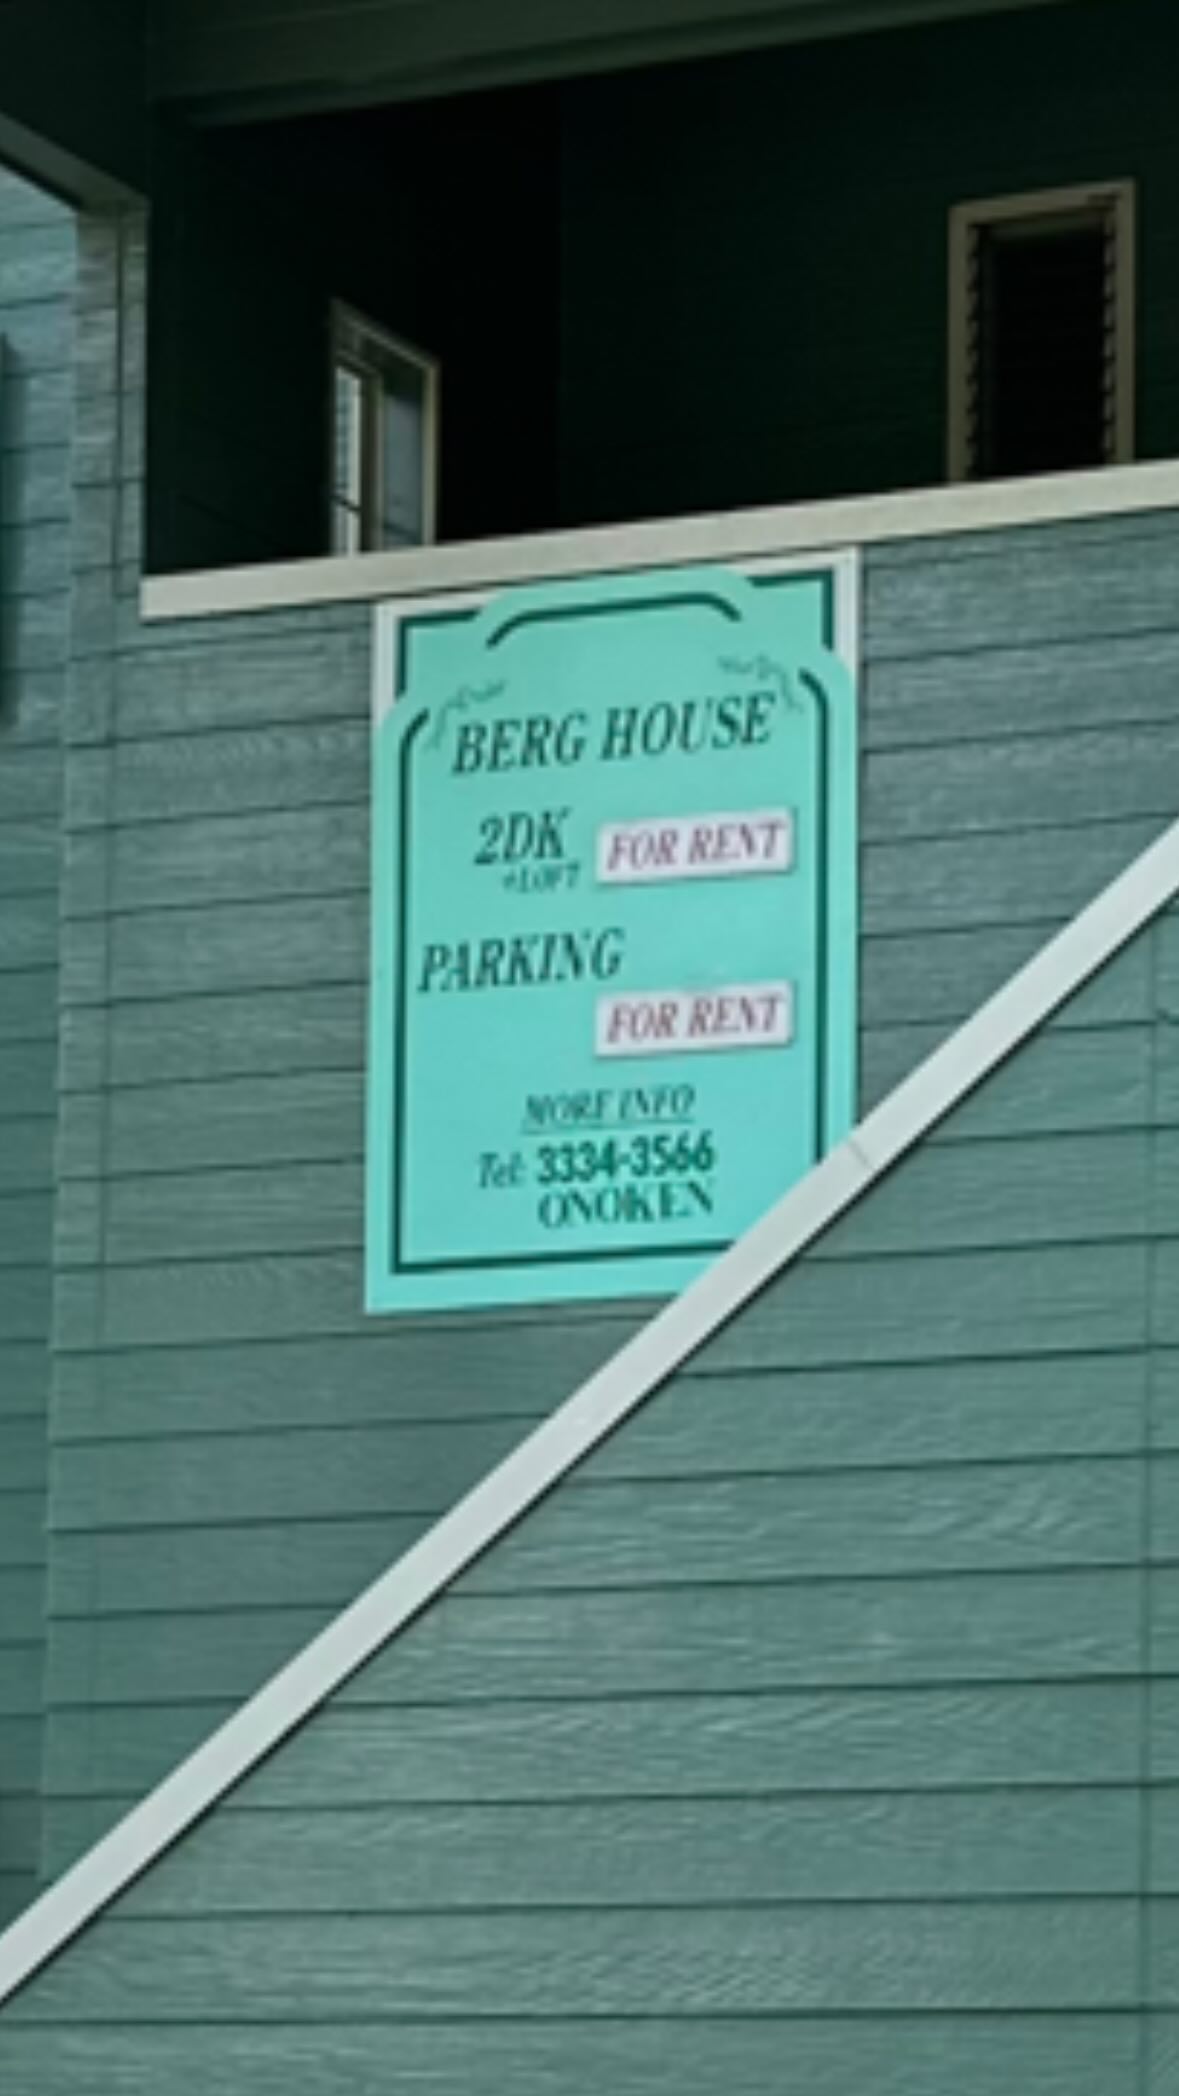 BERG HOUSE
2DK FOR RENT
+LOFT
PARKING
FOR RENT
MORE INFO
Tel: 3334-3566
ONOKEN